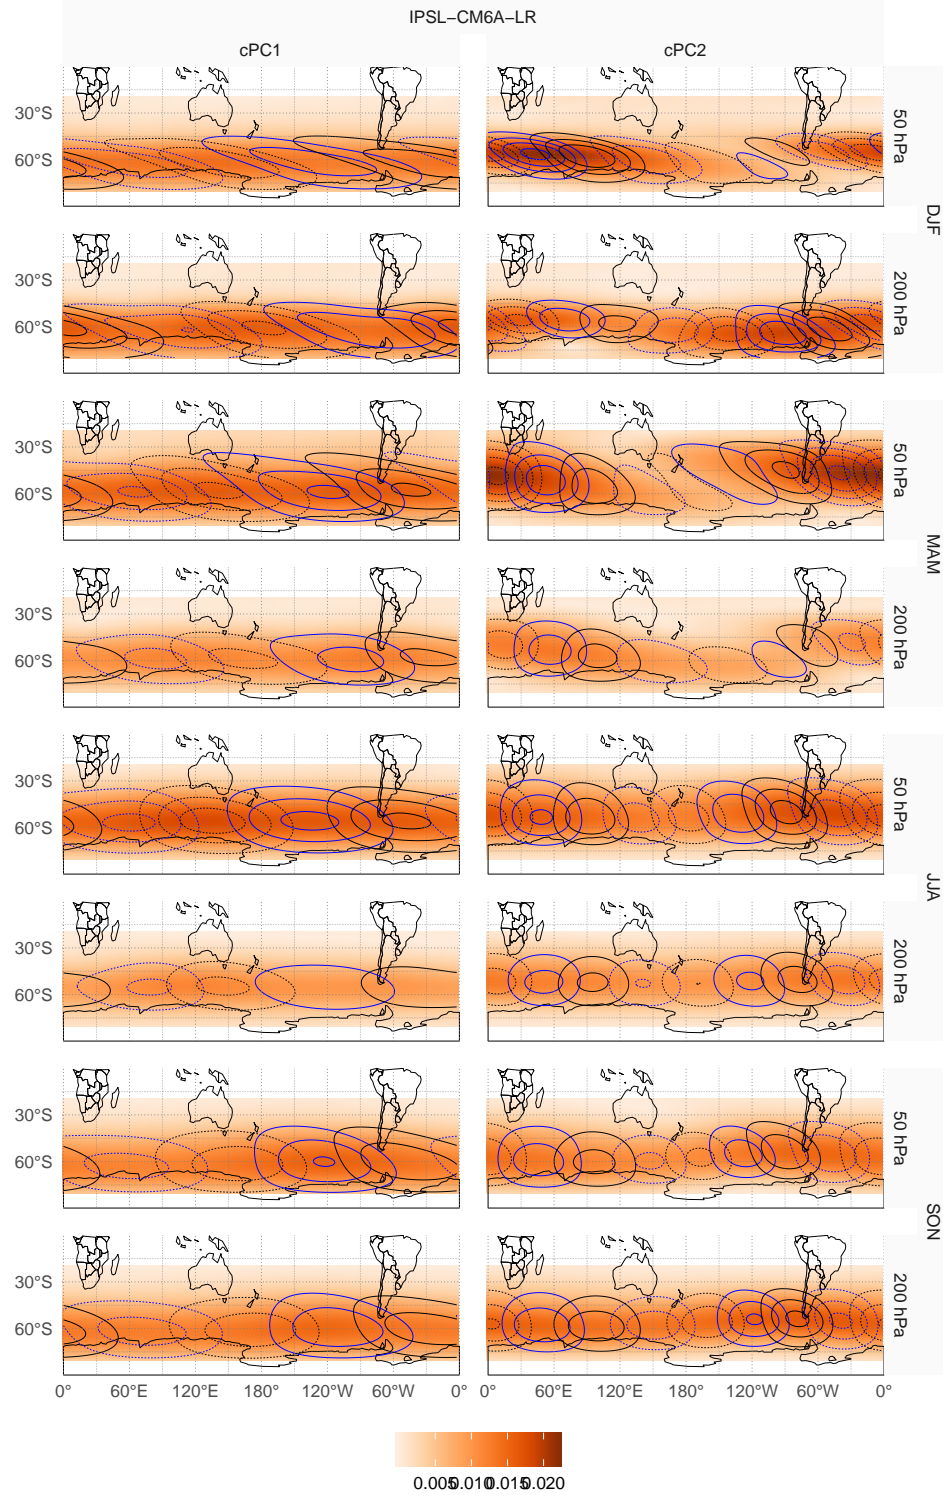 IPSL−CM6A−LR
cPC1 cPC2
30°S
60°S
50 hPa
30°S
60°S
200 hPa
DJF
30°S
60°S
50 hPa
30°S
60°S
200 hPa
MAM
30°S
60°S
50 hPa
30°S
60°S
200 hPa
JJA
30°S
60°S
50 hPa
30°S
60°S
200 hPa
SON
0° 60°E 120°E 180° 120°W 60°W 0° 0° 60°E 120°E 180° 120°W 60°W 0°
0.005 0.010 0.015 0.020